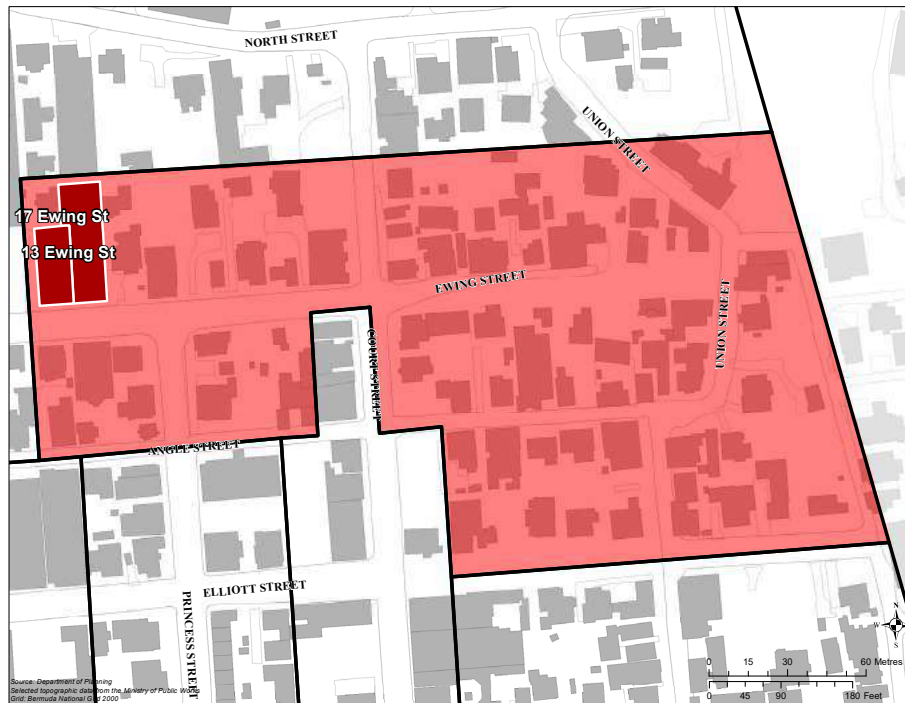 NORTH STREET
UNION STREET
17 Ewing St
13 Ewing St
EWING STREET
UNION STREET
COURT STREET
ANGLE STREET
ELLIOTT STREET
PRINCESS STREET
N
W
S
0 15 30 60 Metres
0 45 90 180 Feet
Source: Department of Planning
Selected topographic data from the Ministry of Public Works
Grid: Bermuda National Grid 2000